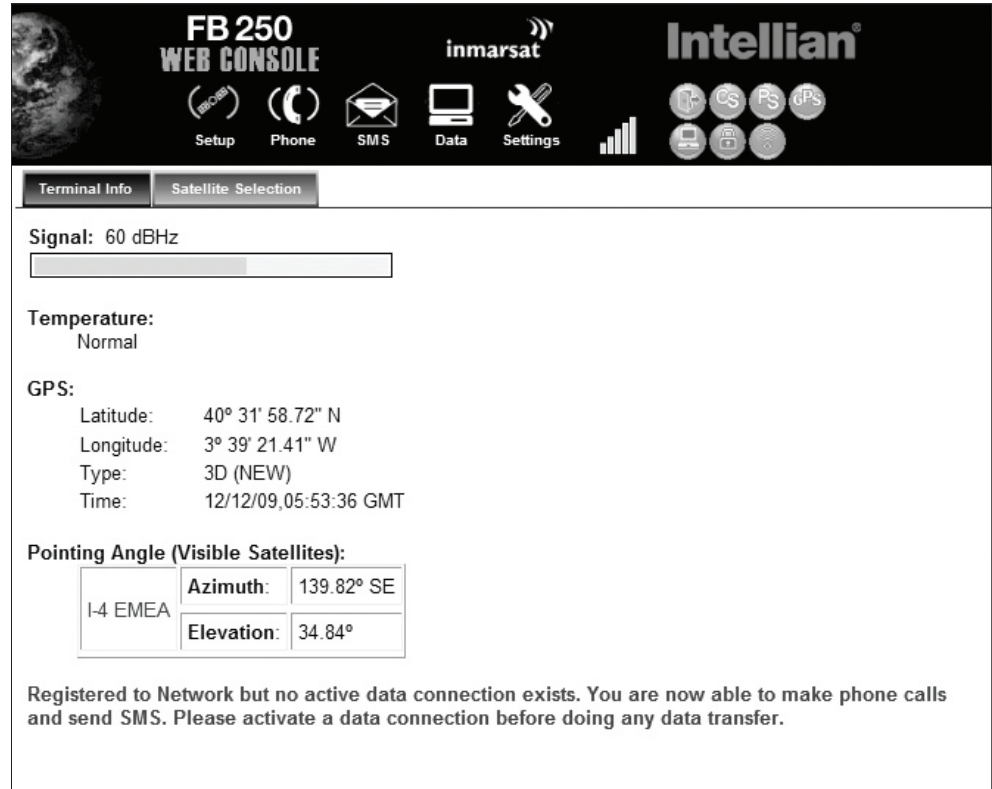 FB 250
WEB CONSOLE
inmarsat
Intellian®
CS PS GPS
Setup Phone SMS Data Settings
Terminal Info Satellite Selection
Signal: 60 dBHz
Temperature:
Normal
GPS:
Latitude: 40º 31' 58.72" N
Longitude: 3º 39' 21.41" W
Type: 3D (NEW)
Time: 12/12/09,05:53:36 GMT
Pointing Angle (Visible Satellites):
I-4 EMEA
Azimuth: 139.82º SE
Elevation: 34.84º
Registered to Network but no active data connection exists. You are now able to make phone calls
and send SMS. Please activate a data connection before doing any data transfer.